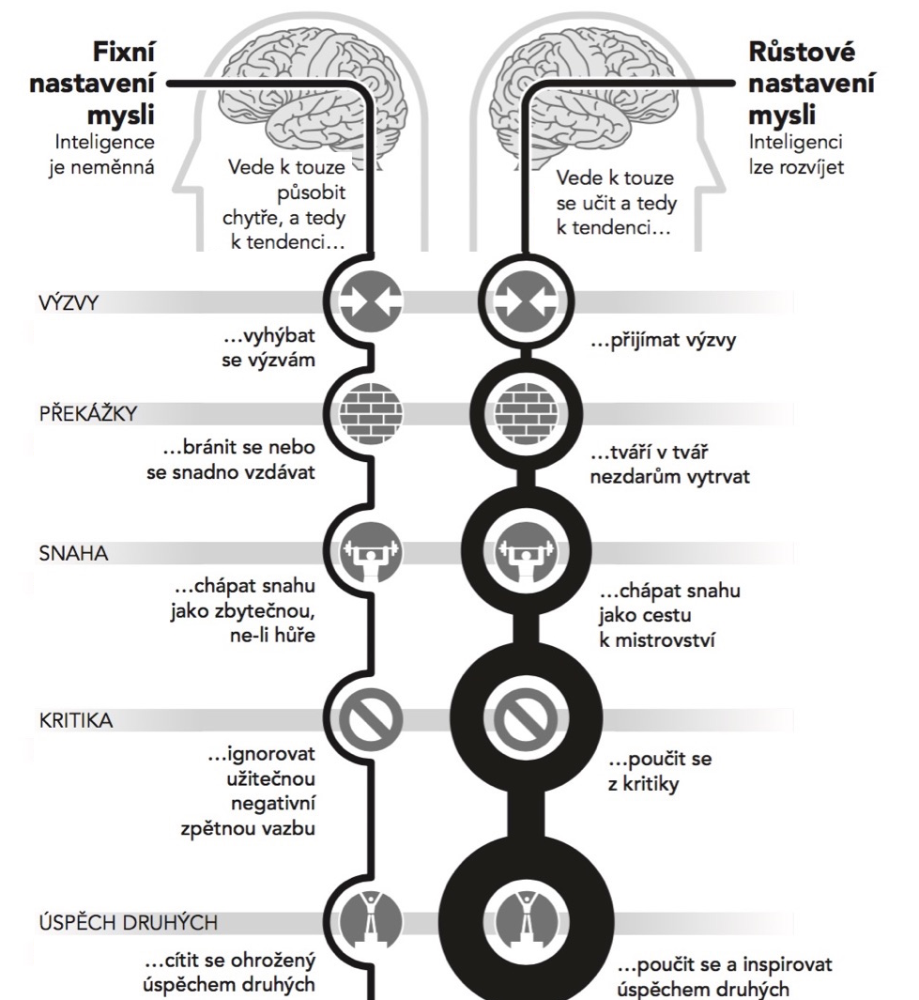 Fixní
nastavení
mysli
Inteligence
je neměnná
Vede k touze
působit
chytře, a tedy
k tendenci…
Růstové
nastavení
mysli
Inteligenci
lze rozvíjet
Vede k touze
se učit a tedy
k tendenci…
VÝZVY
…vyhýbat
se výzvám
…přijímat výzvy
PŘEKÁŽKY
…bránit se nebo
se snadno vzdávat
…tváří v tvář
nezdarům vytrvat
SNAHA
…chápat snahu
jako zbytečnou,
ne-li hůře
…chápat snahu
jako cestu
k mistrovství
KRITIKA
…ignorovat
užitečnou
negativní
zpětnou vazbu
…poučit se
z kritiky
ÚSPĚCH DRUHÝCH
…cítit se ohrožený
úspěchem druhých
…poučit se a inspirovat
úspěchem druhých